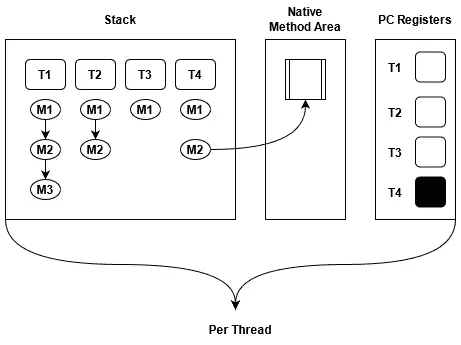 Stack
Native
Method Area
PC Registers
T1 T2 T3 T4
M1 M1 M1 M1
M2 M2 M2
M3
T1
T2
T3
T4
Per Thread